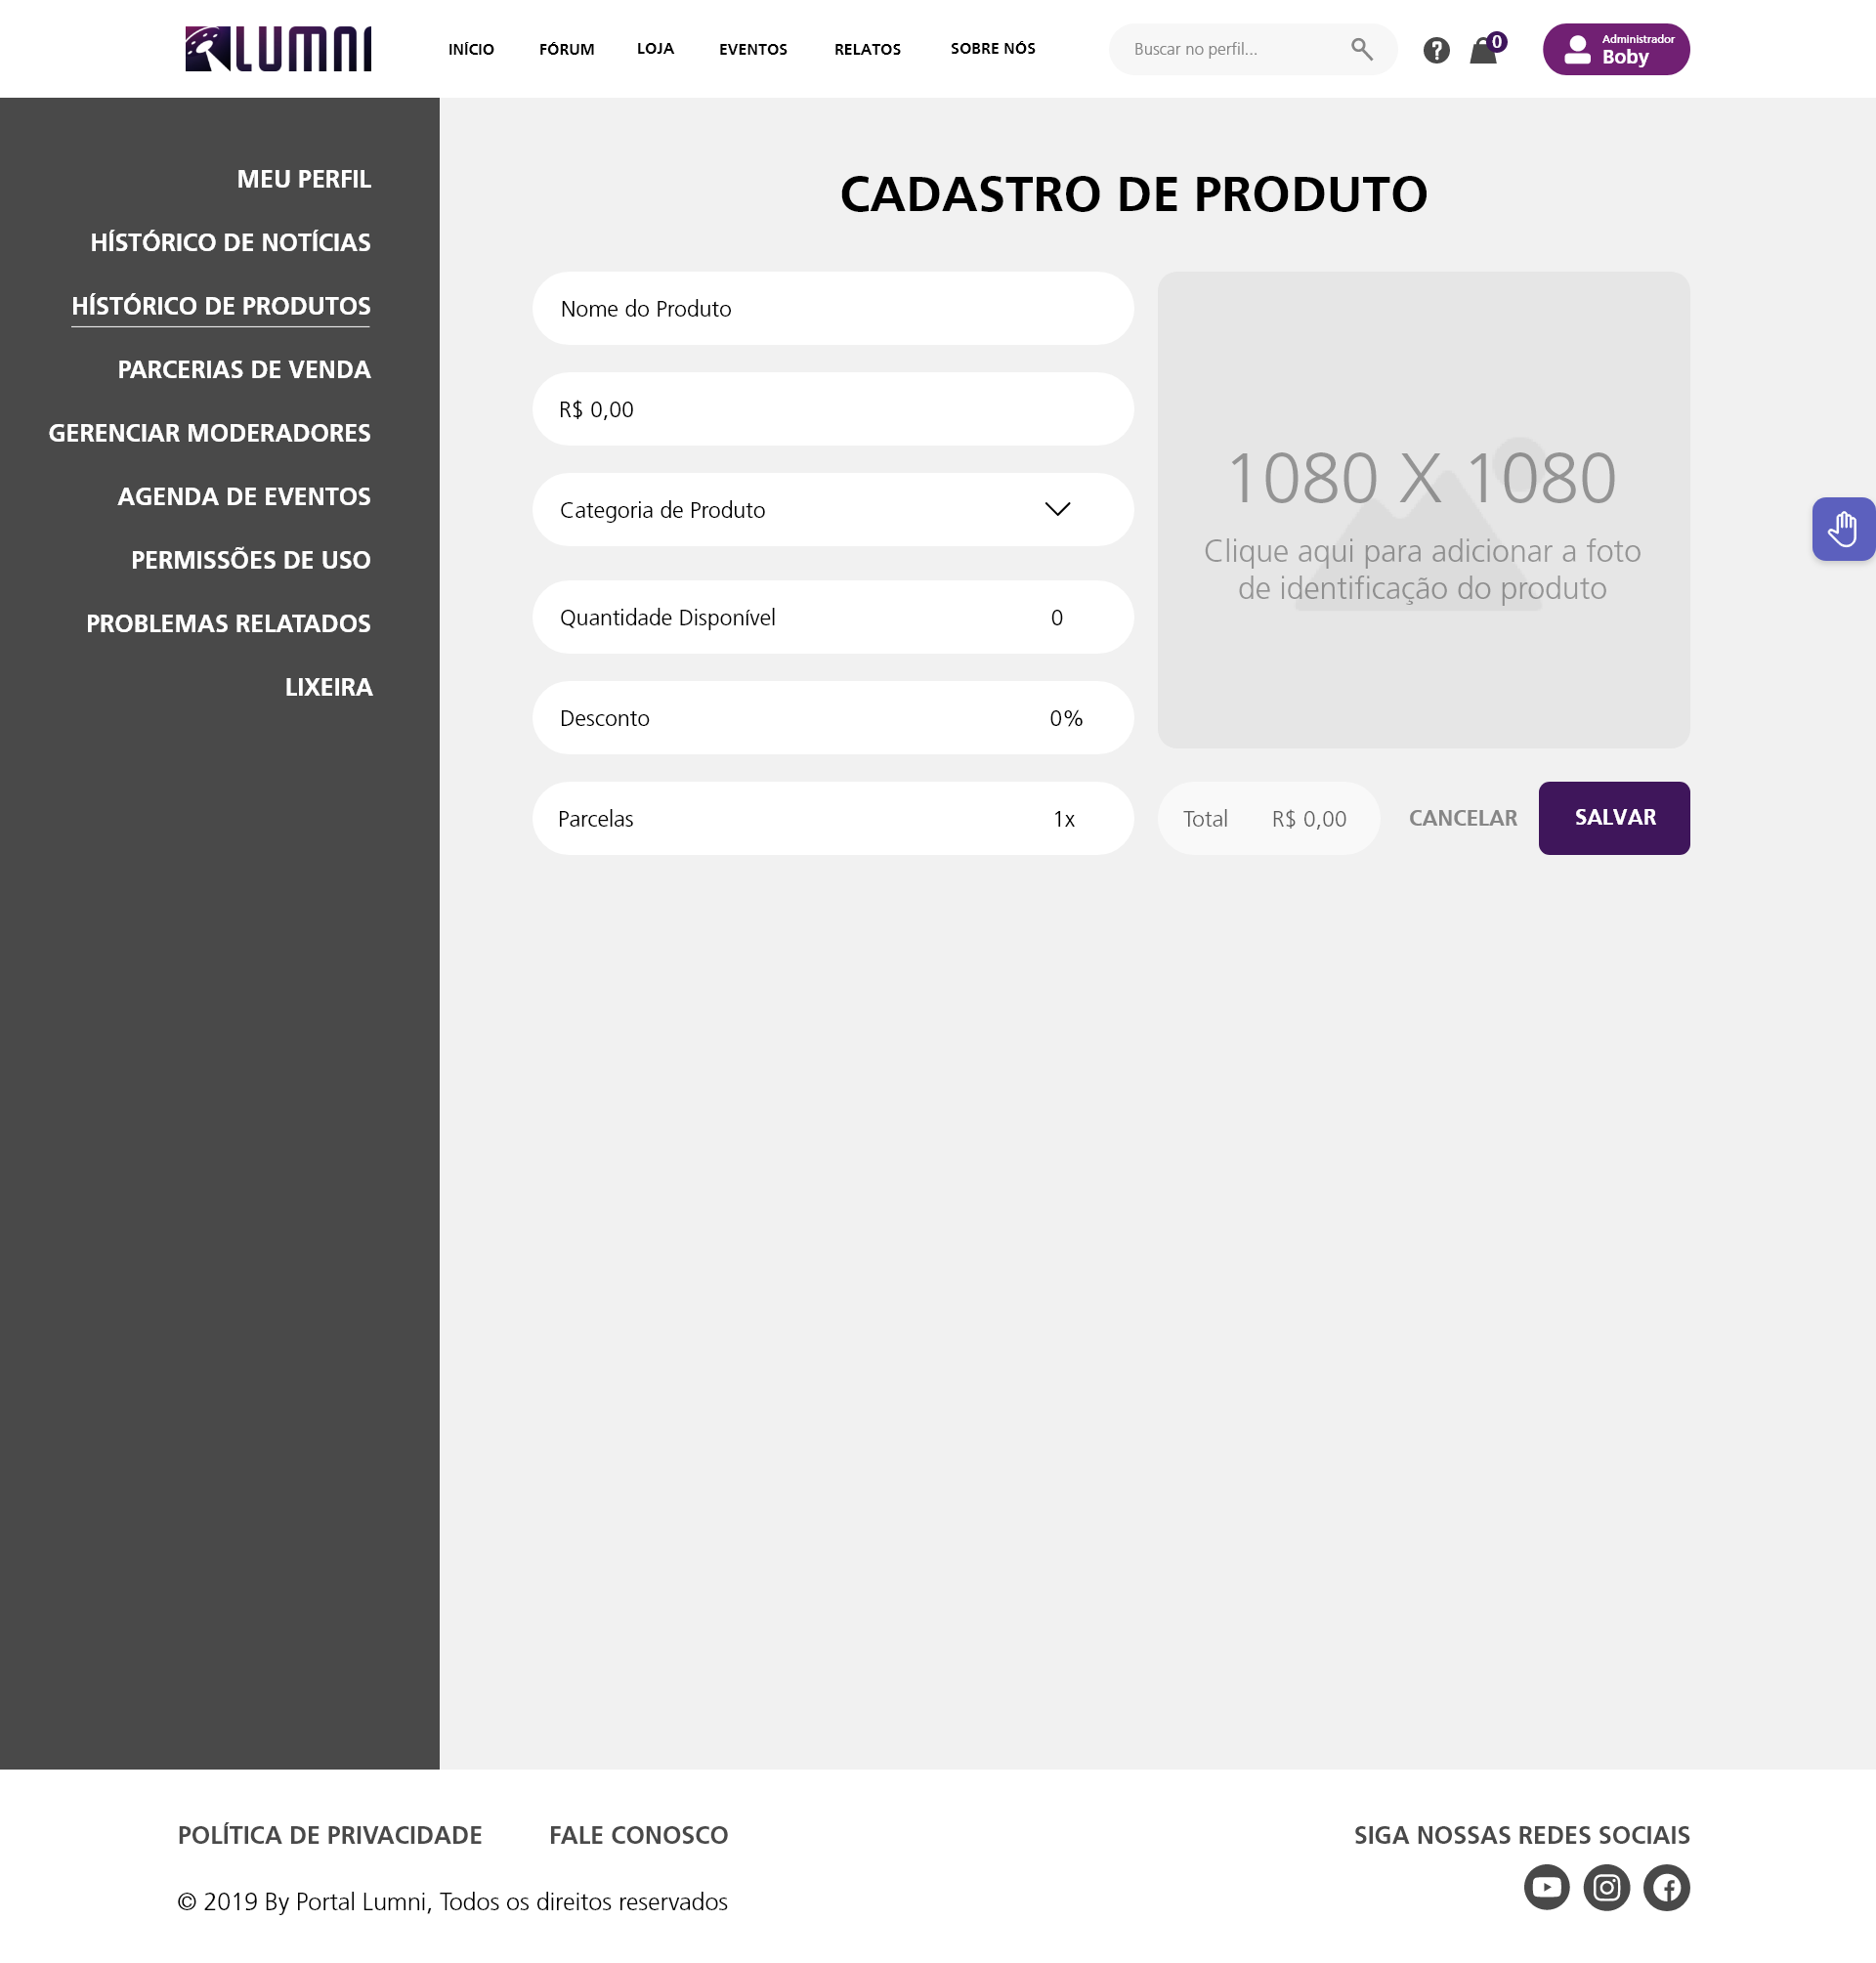 LUMNI
INÍCIO
FÓRUM
LOJA
EVENTOS
RELATOS
SOBRE NÓS
Buscar no perfil...
?
0
Administrador
Boby
MEU PERFIL
HÍSTÓRICO DE NOTÍCIAS
HÍSTÓRICO DE PRODUTOS
PARCERIAS DE VENDA
GERENCIAR MODERADORES
AGENDA DE EVENTOS
PERMISSÕES DE USO
PROBLEMAS RELATADOS
LIXEIRA
CADASTRO DE PRODUTO
Nome do Produto
R$ 0,00
Categoria de Produto
Quantidade Disponível 0
Desconto 0%
Parcelas 1x
1080 X 1080
Clique aqui para adicionar a foto
de identificação do produto
Total R$ 0,00
CANCELAR
SALVAR
POLÍTICA DE PRIVACIDADE
FALE CONOSCO
© 2019 By Portal Lumni, Todos os direitos reservados
SIGA NOSSAS REDES SOCIAIS